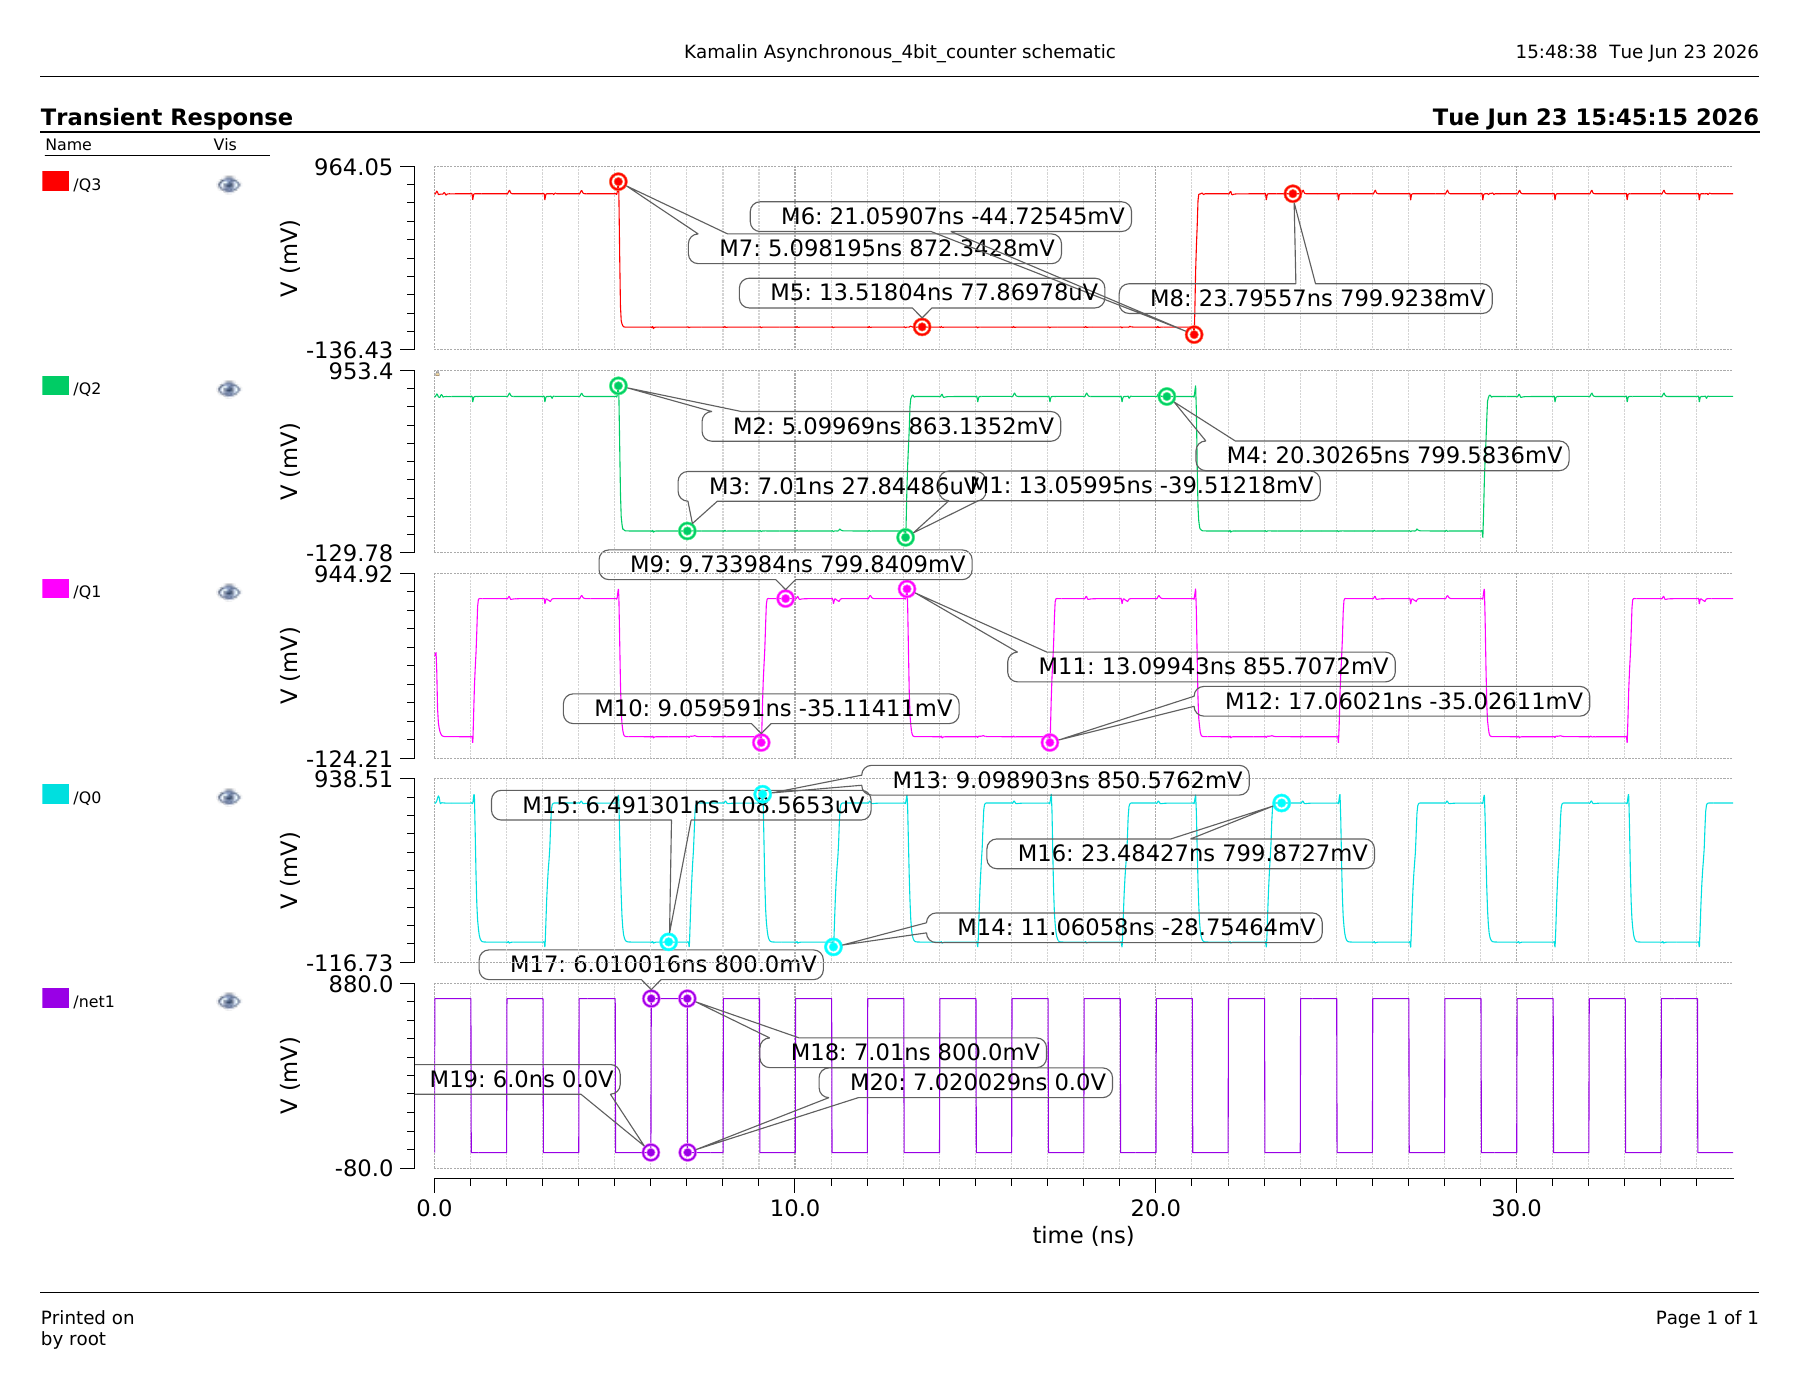 Kamalin Asynchronous_4bit_counter schematic
15:48:38 Tue Jun 23 2026
Transient Response
Tue Jun 23 15:45:15 2026
Name Vis
/Q3
964.05
V (mV)
-136.43
M6: 21.05907ns -44.72545mV
M7: 5.098195ns 872.3428mV
M5: 13.51804ns 77.86978uV
M8: 23.79557ns 799.9238mV
/Q2
953.4
V (mV)
-129.78
M2: 5.09969ns 863.1352mV
M4: 20.30265ns 799.5836mV
M3: 7.01ns 27.84486uV
M1: 13.05995ns -39.51218mV
/Q1
944.92
V (mV)
-124.21
M9: 9.733984ns 799.8409mV
M11: 13.09943ns 855.7072mV
M10: 9.059591ns -35.11411mV
M12: 17.06021ns -35.02611mV
/Q0
938.51
V (mV)
-116.73
M13: 9.098903ns 850.5762mV
M15: 6.491301ns 108.5653uV
M16: 23.48427ns 799.8727mV
M14: 11.06058ns -28.75464mV
/net1
880.0
V (mV)
-80.0
M17: 6.010016ns 800.0mV
M18: 7.01ns 800.0mV
M19: 6.0ns 0.0V
M20: 7.020029ns 0.0V
0.0 10.0 20.0 30.0
time (ns)
Printed on
by root
Page 1 of 1